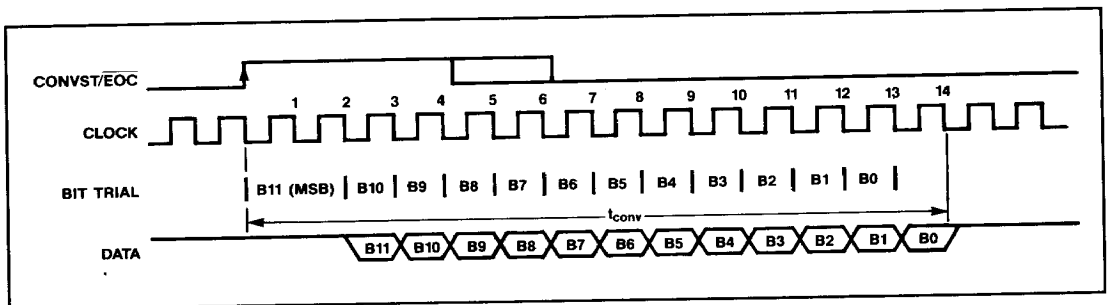 CONVST/EOC
1 2 3 4 5 6 7 8 9 10 11 12 13 14
CLOCK
BIT TRIAL
B11 (MSB) B10 B9 B8 B7 B6 B5 B4 B3 B2 B1 B0
tconv
DATA
B11 B10 B9 B8 B7 B6 B5 B4 B3 B2 B1 B0